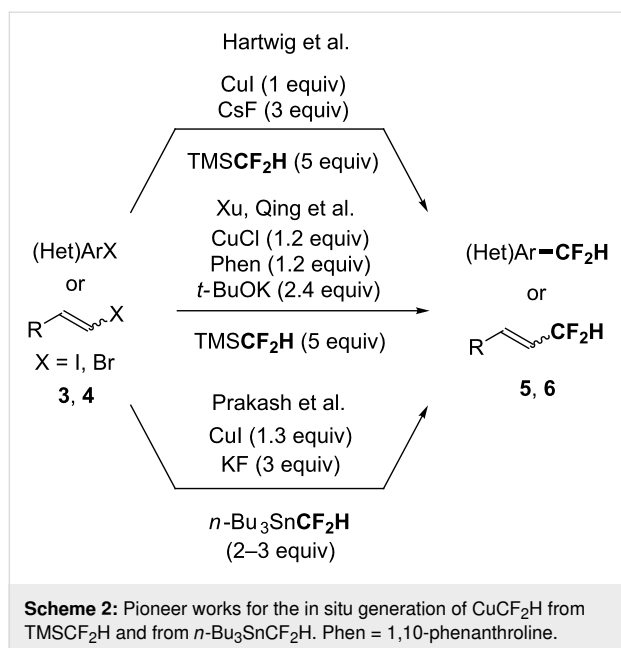 Hartwig et al.
CuI (1 equiv)
CsF (3 equiv)
TMSCF₂H (5 equiv)
Xu, Qing et al.
CuCl (1.2 equiv)
Phen (1.2 equiv)
t-BuOK (2.4 equiv)
TMSCF₂H (5 equiv)
Prakash et al.
CuI (1.3 equiv)
KF (3 equiv)
n-Bu₃SnCF₂H
(2–3 equiv)
(Het)ArX
or
R X
X = I, Br
3, 4
(Het)Ar–CF₂H
or
R CF₂H
5, 6
Scheme 2: Pioneer works for the in situ generation of CuCF₂H from
TMSCF₂H and from n-Bu₃SnCF₂H. Phen = 1,10-phenanthroline.